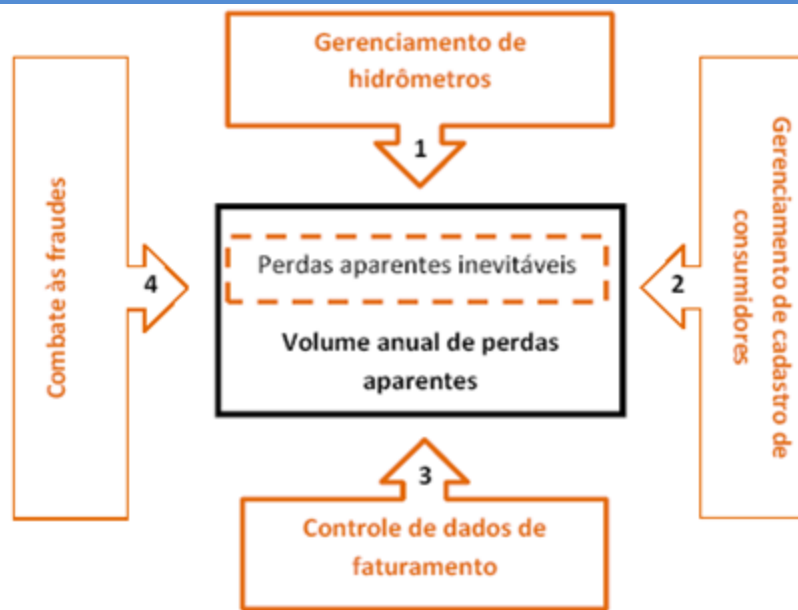 Gerenciamento de
hidrômetros
1
Combate às fraudes
4
Perdas aparentes inevitáveis
Volume anual de perdas
aparentes
2
Gerenciamento de cadastro de
consumidores
3
Controle de dados de
faturamento